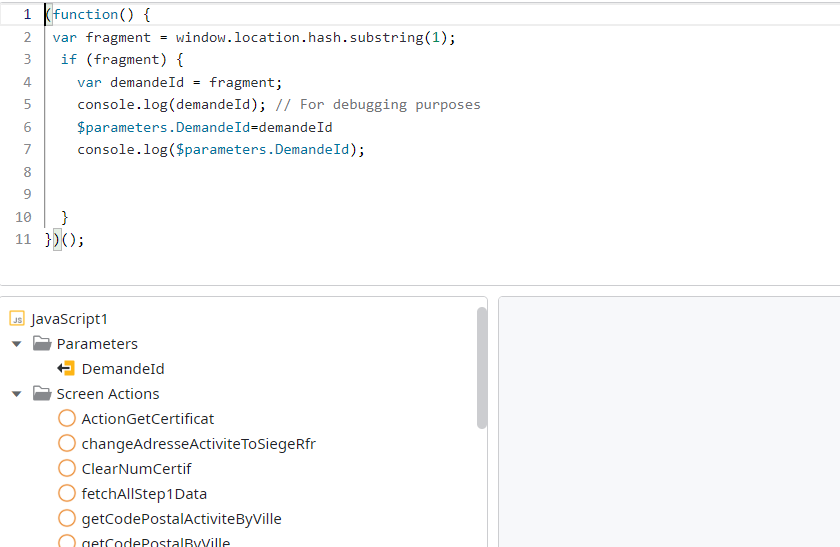 1 (function() {
2 var fragment = window.location.hash.substring(1);
3 if (fragment) {
4 var demandeId = fragment;
5 console.log(demandeId); // For debugging purposes
6 $parameters.DemandeId=demandeId
7 console.log($parameters.DemandeId);
8
9
10 }
11 })();
JS JavaScript1
Parameters
DemandeId
Screen Actions
ActionGetCertificat
changeAdresseActiviteToSiegeRfr
ClearNumCertif
fetchAllStep1Data
getCodePostalActiviteByVille
getCodePostalByVille